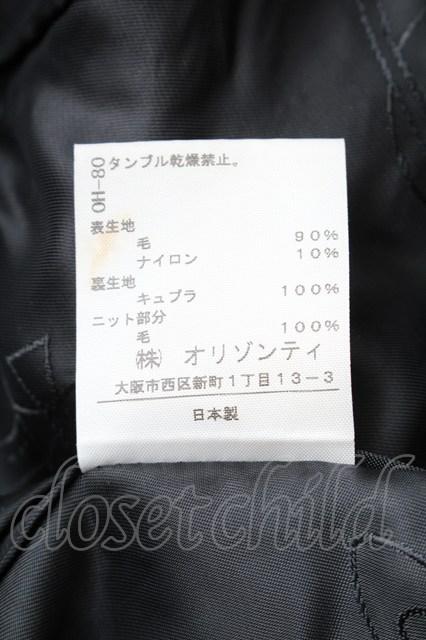 OH-80
タンブル乾燥禁止。
表生地
毛 90%
ナイロン 10%
裏生地
キュプラ 100%
ニット部分
毛 100%
㈱ オリゾンティ
大阪市西区新町1丁目13-3
日本製
closetchild